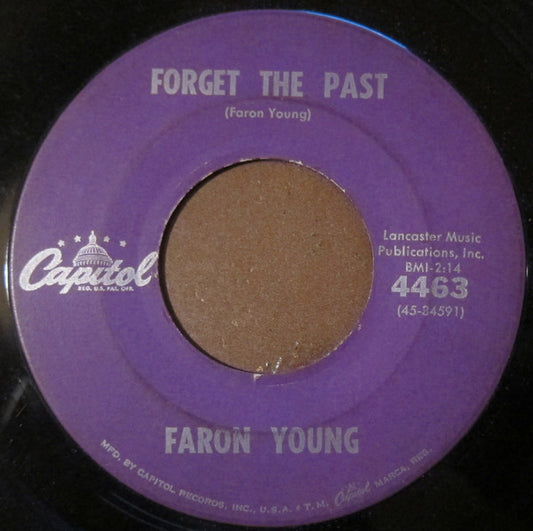 FORGET THE PAST
(Faron Young)
Capitol
REG. U.S. PAT. OFF.
Lancaster Music
Publications, Inc.
BMI-2:14
4463
(45-24591)
FARON YOUNG
MFD. BY CAPITOL RECORDS, INC., U.S.A. • T.M. Capitol MARCA. REG.